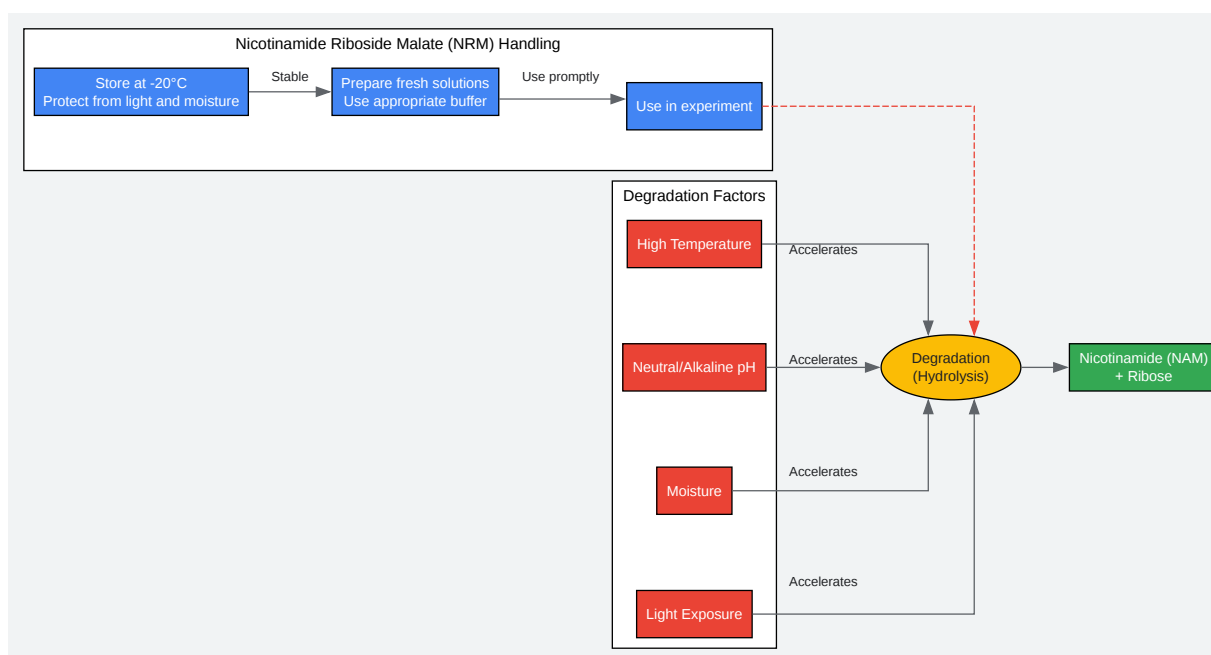 Nicotinamide Riboside Malate (NRM) Handling
Store at -20°C
Protect from light and moisture
Stable
Prepare fresh solutions
Use appropriate buffer
Use promptly
Use in experiment
Degradation Factors
High Temperature
Accelerates
Neutral/Alkaline pH
Accelerates
Degradation
(Hydrolysis)
Nicotinamide (NAM)
+ Ribose
Moisture
Accelerates
Light Exposure
Accelerates